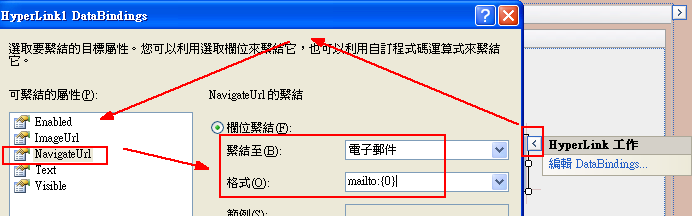 HyperLink1 DataBindings
選取要繫結的目標屬性。您可以利用選取欄位來繫結它，也可以利用自訂程式碼運算式來繫結
它。
可繫結的屬性(P):
Enabled
ImageUrl
NavigateUrl
Text
Visible
NavigateUrl 的繫結
欄位繫結(F):
繫結至(B):
電子郵件
格式(O):
mailto:{0}
範例(S):
HyperLink 工作
編輯 DataBindings...